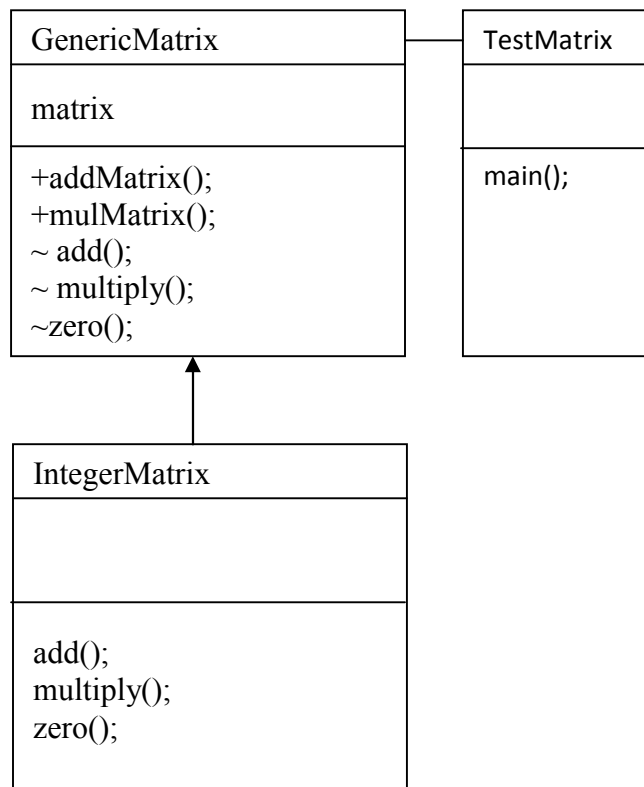 GenericMatrix
matrix
+addMatrix();
+mulMatrix();
~ add();
~ multiply();
~zero();
TestMatrix
main();
IntegerMatrix
add();
multiply();
zero();